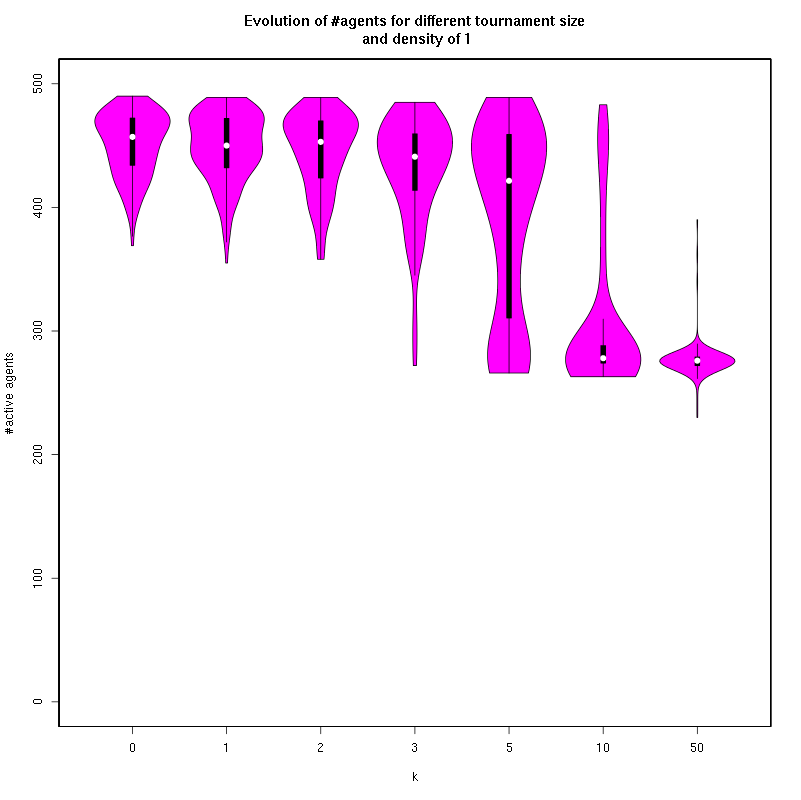 Evolution of #agents for different tournament size
and density of 1
#active agents
500
400
300
200
100
0
0 1 2 3 5 10 50
k